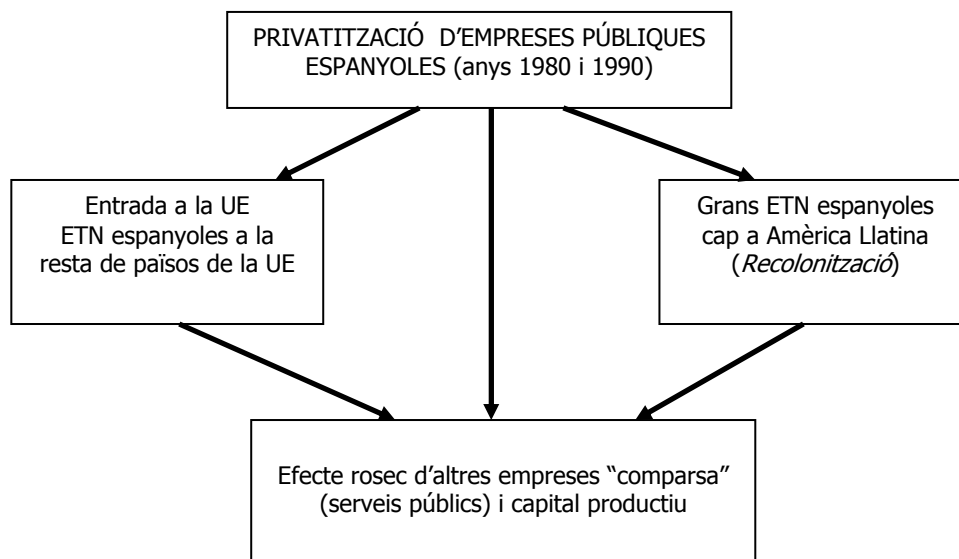 PRIVATITZACIÓ D’EMPRESES PÚBLIQUES
ESPANYOLES (anys 1980 i 1990)
Entrada a la UE
ETN espanyoles a la
resta de països de la UE
Grans ETN espanyoles
cap a Amèrica Llatina
(Recolonització)
Efecte rosec d’altres empreses “comparsa”
(serveis públics) i capital productiu